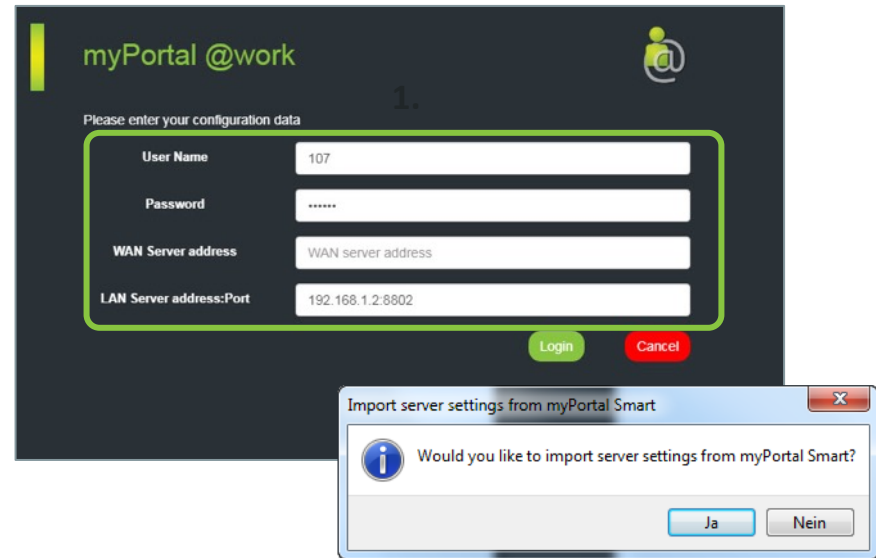 myPortal @work
1.
Please enter your configuration data
User Name 107
Password ••••••
WAN Server address WAN server address
LAN Server address:Port 192.168.1.2:8802
Login Cancel
Import server settings from myPortal Smart
Would you like to import server settings from myPortal Smart?
Ja Nein